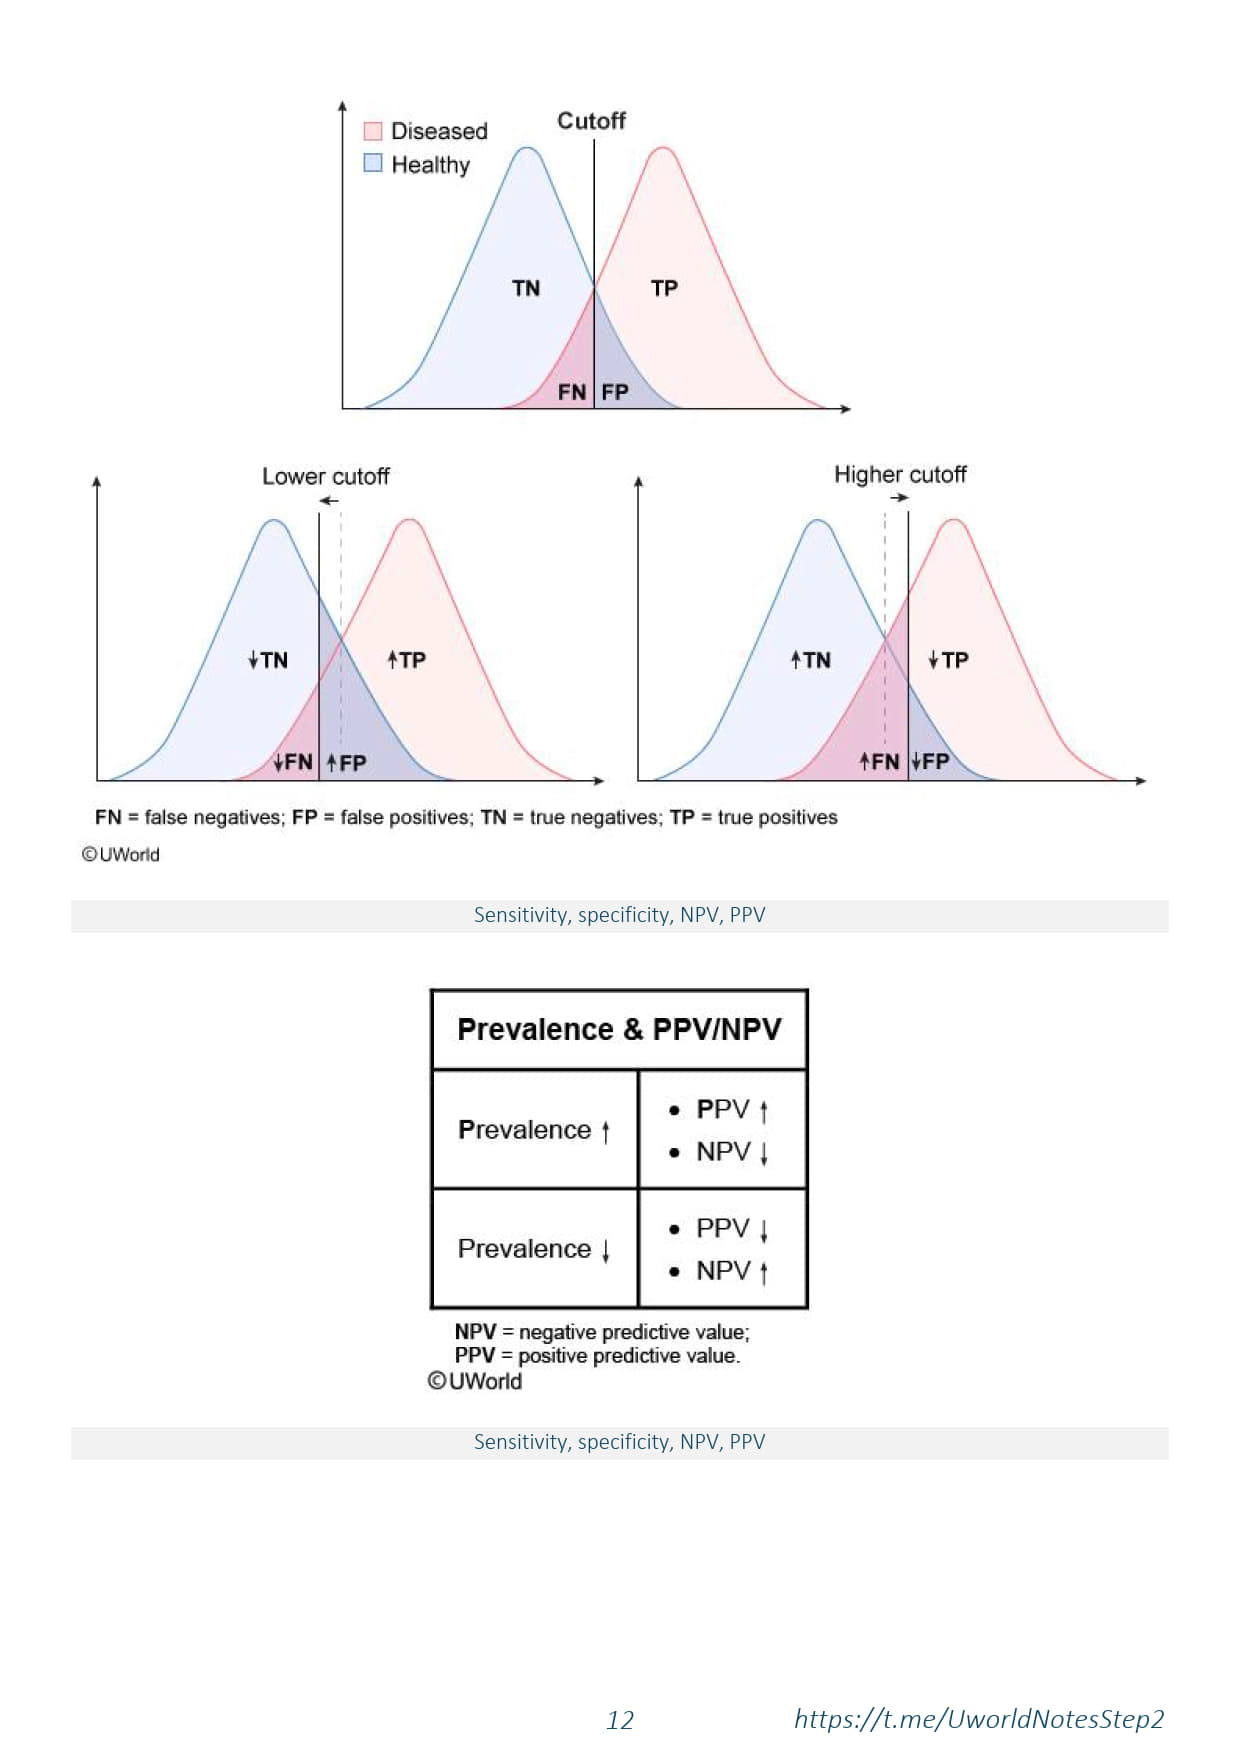 Cutoff
Diseased
Healthy
TN
TP
FN
FP
Lower cutoff
←
↓TN
↑TP
↓FN
↑FP
Higher cutoff
→
↑TN
↓TP
↑FN
↓FP
FN = false negatives; FP = false positives; TN = true negatives; TP = true positives
©UWorld
Sensitivity, specificity, NPV, PPV
Prevalence & PPV/NPV
Prevalence ↑
• PPV ↑
• NPV ↓
Prevalence ↓
• PPV ↓
• NPV ↑
NPV = negative predictive value;
PPV = positive predictive value.
©UWorld
Sensitivity, specificity, NPV, PPV
12
https://t.me/UworldNotesStep2